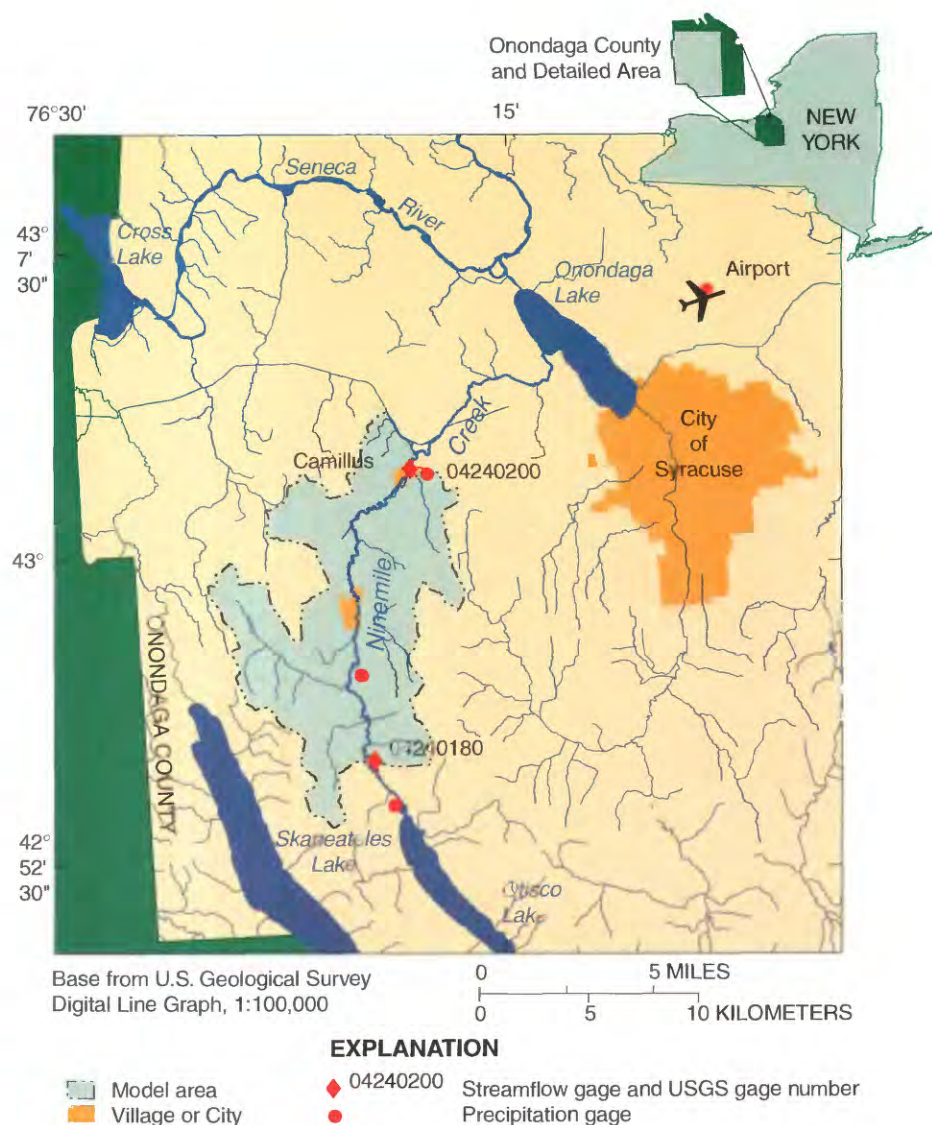 Onondaga County
and Detailed Area
NEW
YORK
76°30'
15'
Seneca
River
Cross
Lake
43°
7'
30"
Onondaga
Lake
Airport
City
of
Syracuse
Creek
Camillus
04240200
43°
Ninemile
ONONDAGA COUNTY
04240180
Skaneateles
Lake
42°
52'
30"
Otisco
Lake
Base from U.S. Geological Survey
Digital Line Graph, 1:100,000
0 5 MILES
0 5 10 KILOMETERS
EXPLANATION
Model area
Village or City
04240200 Streamflow gage and USGS gage number
Precipitation gage